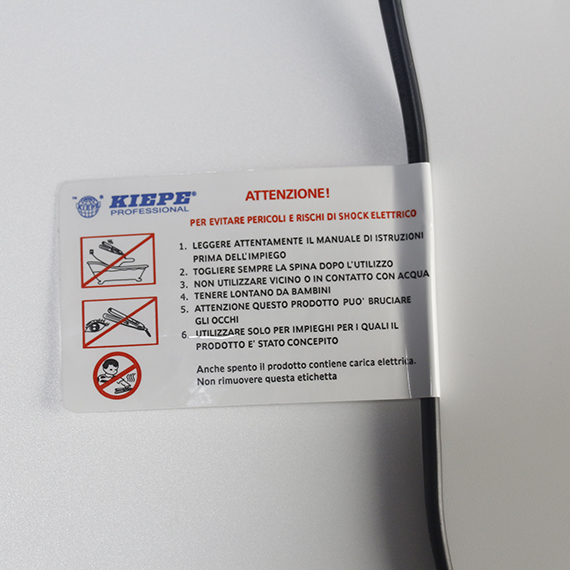 ™ KIEPE®
KIEPE ®
PROFESSIONAL
ATTENZIONE!
PER EVITARE PERICOLI E RISCHI DI SHOCK ELETTRICO
1. LEGGERE ATTENTAMENTE IL MANUALE DI ISTRUZIONI
PRIMA DELL'IMPIEGO
2. TOGLIERE SEMPRE LA SPINA DOPO L'UTILIZZO
3. NON UTILIZZARE VICINO O IN CONTATTO CON ACQUA
4. TENERE LONTANO DA BAMBINI
5. ATTENZIONE QUESTO PRODOTTO PUO' BRUCIARE
GLI OCCHI
6. UTILIZZARE SOLO PER IMPIEGHI PER I QUALI IL
PRODOTTO E' STATO CONCEPITO
Anche spento il prodotto contiene carica elettrica.
Non rimuovere questa etichetta